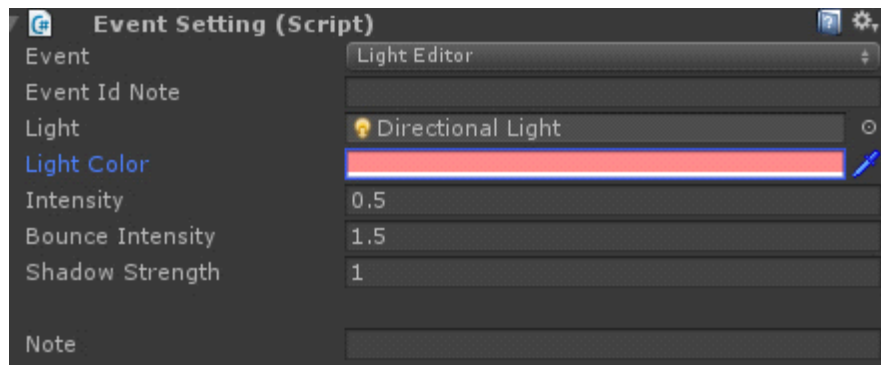 Event Setting (Script)
Event Light Editor
Event Id Note
Light Directional Light
Light Color
Intensity 0.5
Bounce Intensity 1.5
Shadow Strength 1
Note